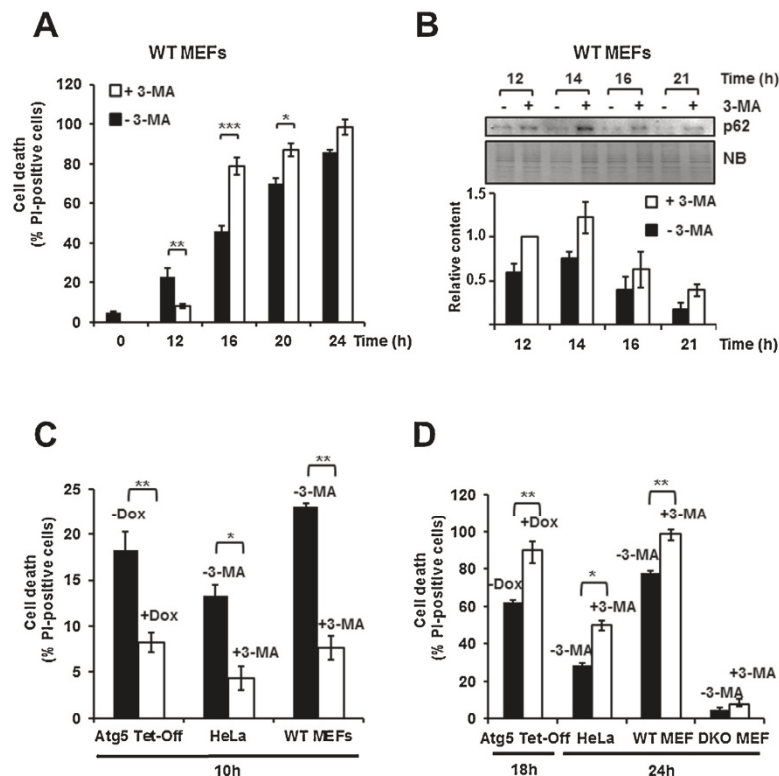 A
WT MEFs
Cell death
(% PI-positive cells)
120
100
80
60
40
20
0
+ 3-MA
- 3-MA
**
***
*
0 12 16 20 24 Time (h)
B
WT MEFs
12 14 16 21 Time (h)
- + - + - + - + 3-MA
p62
NB
Relative content
1.5
1.0
0.5
+ 3-MA
- 3-MA
12 14 16 21 Time (h)
C
Cell death
(% PI-positive cells)
25
20
15
10
5
0
**
-Dox
+Dox
*
-3-MA
+3-MA
**
-3-MA
+3-MA
Atg5 Tet-Off HeLa WT MEFs
10h
D
Cell death
(% PI-positive cells)
120
100
80
60
40
20
0
**
-Dox
+Dox
*
-3-MA
+3-MA
**
-3-MA
+3-MA
-3-MA
+3-MA
Atg5 Tet-Off HeLa WT MEF DKO MEF
18h 24h